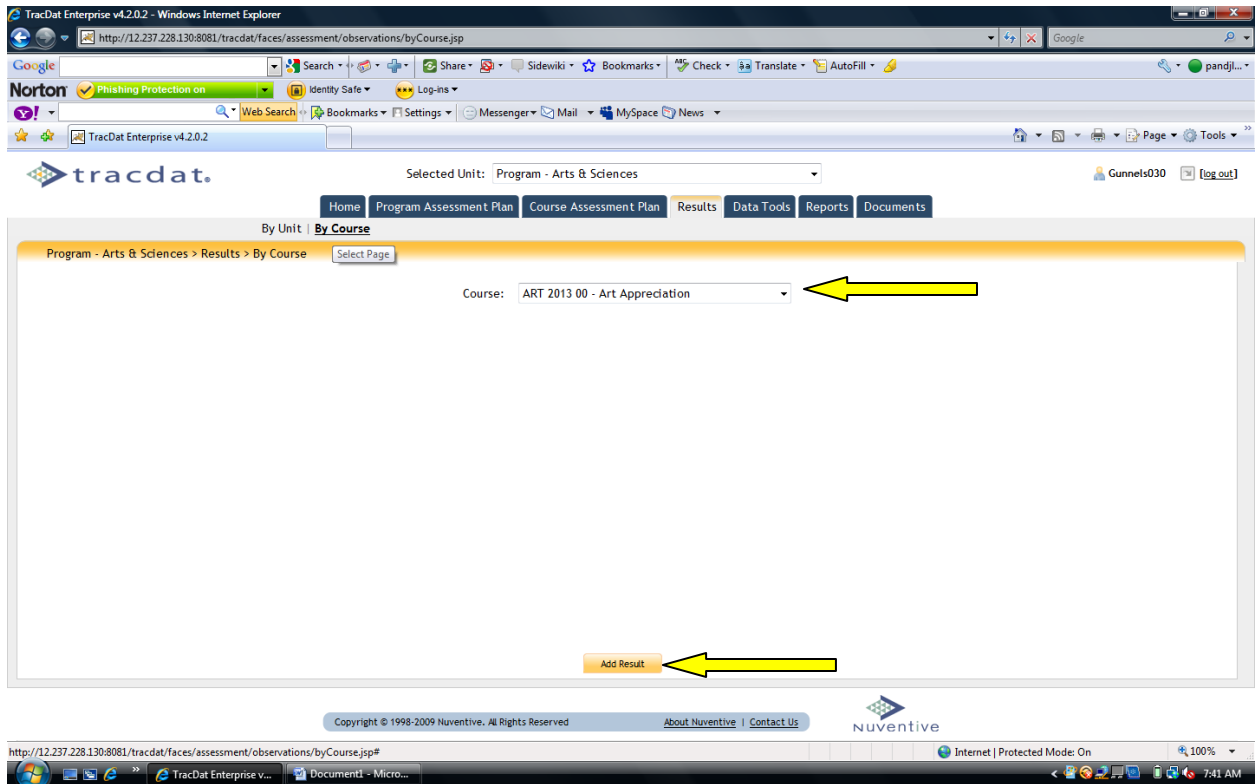 TracDat Enterprise v4.2.0.2 - Windows Internet Explorer
http://12.237.228.130:8081/tracdat/faces/assessment/observations/byCourse.jsp Google
Google Search Share Sidewiki Bookmarks ABC Check Translate AutoFill pandjl...
Norton Phishing Protection on Identity Safe Log-ins
Y! Web Search Bookmarks Settings Messenger Mail MySpace News
TracDat Enterprise v4.2.0.2 Page Tools
tracdat. Selected Unit: Program - Arts & Sciences Gunnels030 [log out]
Home Program Assessment Plan Course Assessment Plan Results Data Tools Reports Documents
By Unit | By Course
Program - Arts & Sciences > Results > By Course Select Page
Course: ART 2013 00 - Art Appreciation
Add Result
Copyright © 1998-2009 Nuventive. All Rights Reserved About Nuventive | Contact Us nuventive
http://12.237.228.130:8081/tracdat/faces/assessment/observations/byCourse.jsp# Internet | Protected Mode: On 100%
TracDat Enterprise v... Document1 - Micro... 7:41 AM